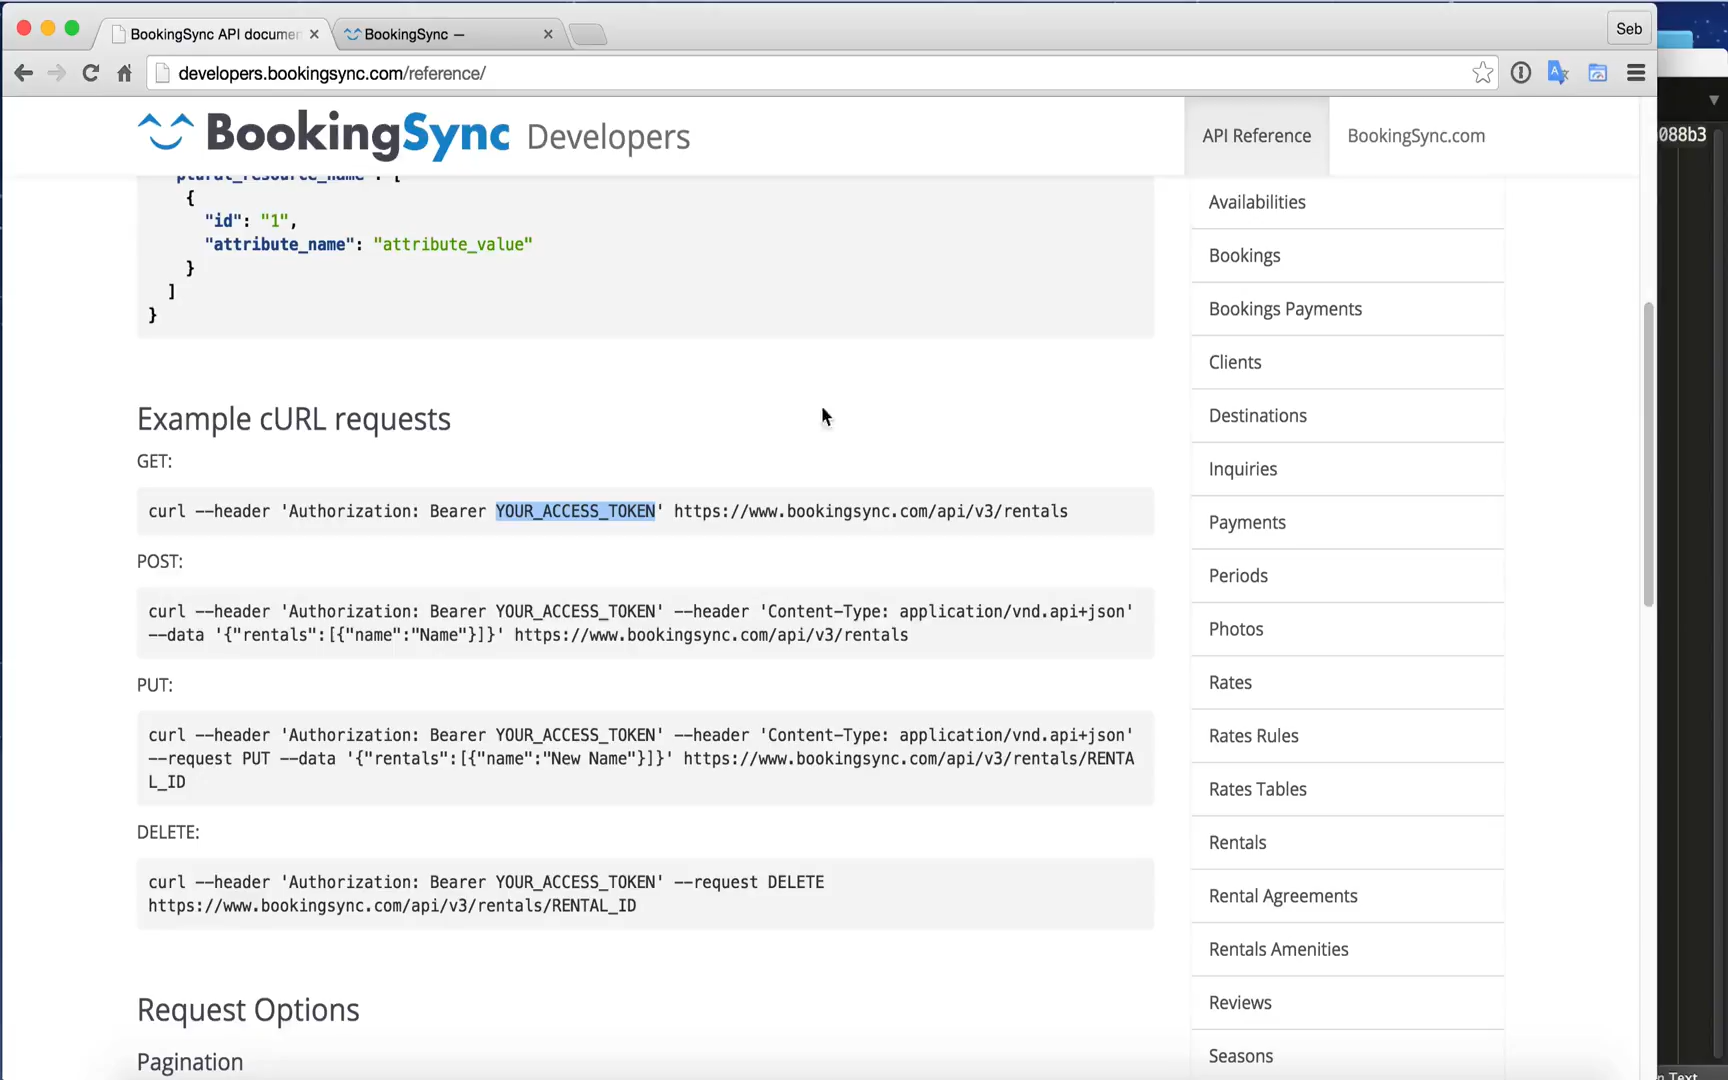 BookingSync API documen
BookingSync —
Seb
developers.bookingsync.com/reference/
088b3
BookingSync Developers
API Reference
BookingSync.com
"plural_resource_name": [
{
"id": "1",
"attribute_name": "attribute_value"
}
]
}
Example cURL requests
GET:
curl --header 'Authorization: Bearer YOUR_ACCESS_TOKEN' https://www.bookingsync.com/api/v3/rentals
POST:
curl --header 'Authorization: Bearer YOUR_ACCESS_TOKEN' --header 'Content-Type: application/vnd.api+json'
--data '{"rentals":[{"name":"Name"}]}' https://www.bookingsync.com/api/v3/rentals
PUT:
curl --header 'Authorization: Bearer YOUR_ACCESS_TOKEN' --header 'Content-Type: application/vnd.api+json'
--request PUT --data '{"rentals":[{"name":"New Name"}]}' https://www.bookingsync.com/api/v3/rentals/RENTA
L_ID
DELETE:
curl --header 'Authorization: Bearer YOUR_ACCESS_TOKEN' --request DELETE
https://www.bookingsync.com/api/v3/rentals/RENTAL_ID
Request Options
Pagination
Availabilities
Bookings
Bookings Payments
Clients
Destinations
Inquiries
Payments
Periods
Photos
Rates
Rates Rules
Rates Tables
Rentals
Rental Agreements
Rentals Amenities
Reviews
Seasons
n Text